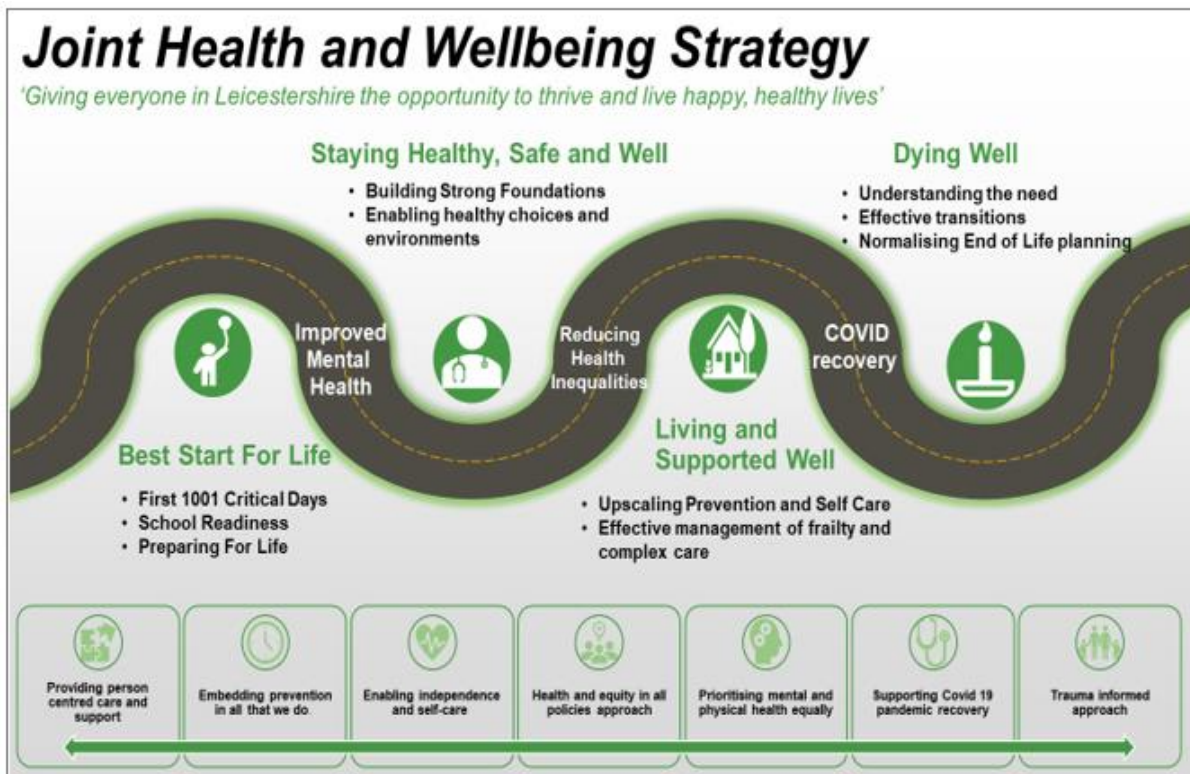 Joint Health and Wellbeing Strategy
'Giving everyone in Leicestershire the opportunity to thrive and live happy, healthy lives'
Staying Healthy, Safe and Well
• Building Strong Foundations
• Enabling healthy choices and
environments
Dying Well
• Understanding the need
• Effective transitions
• Normalising End of Life planning
Improved
Mental
Health
Reducing
Health
Inequalities
COVID
recovery
Best Start For Life
• First 1001 Critical Days
• School Readiness
• Preparing For Life
Living and
Supported Well
• Upscaling Prevention and Self Care
• Effective management of frailty and
complex care
Providing person
centred care and
support
Embedding prevention
in all that we do
Enabling independence
and self-care
Health and equity in all
policies approach
Prioritising mental and
physical health equally
Supporting Covid 19
pandemic recovery
Trauma informed
approach